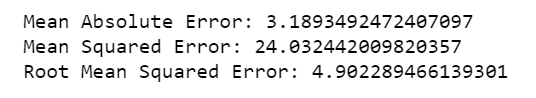 Mean Absolute Error: 3.1893492472407097
Mean Squared Error: 24.032442009820357
Root Mean Squared Error: 4.902289466139301